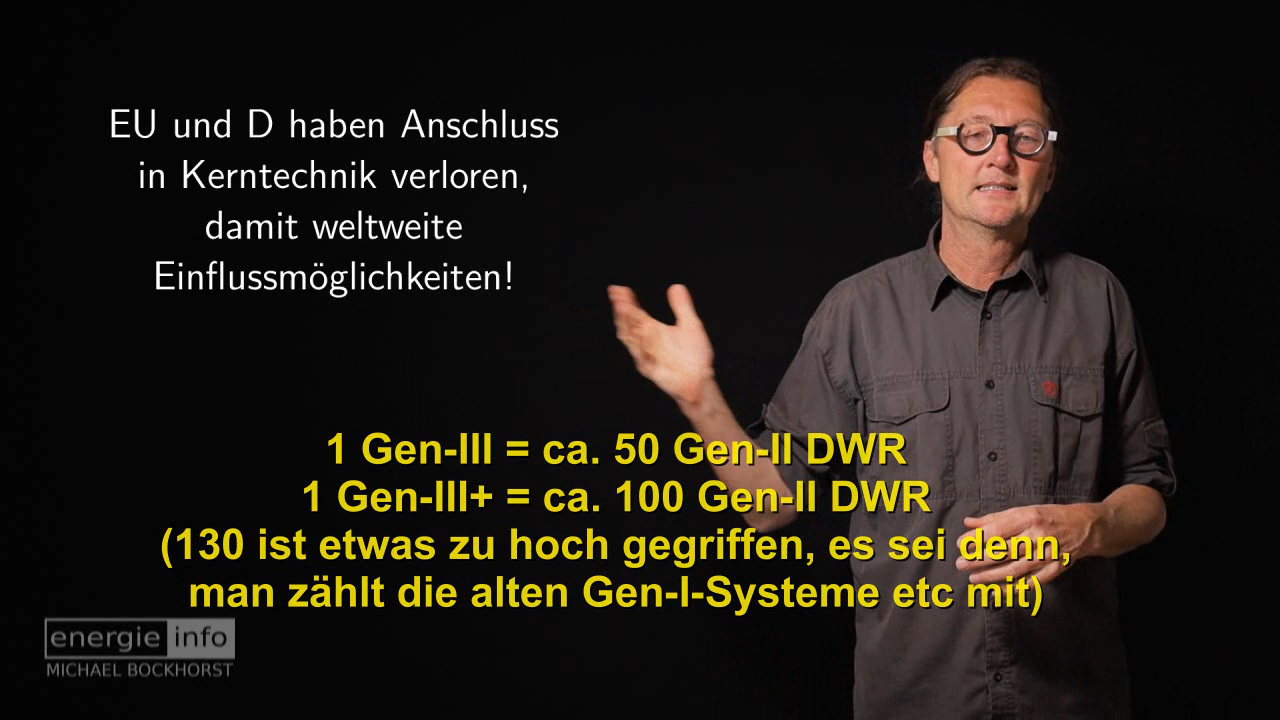 EU und D haben Anschluss
in Kerntechnik verloren,
damit weltweite
Einflussmöglichkeiten!
1 Gen-III = ca. 50 Gen-II DWR
1 Gen-III+ = ca. 100 Gen-II DWR
(130 ist etwas zu hoch gegriffen, es sei denn,
man zählt die alten Gen-I-Systeme etc mit)
energie info
MICHAEL BOCKHORST